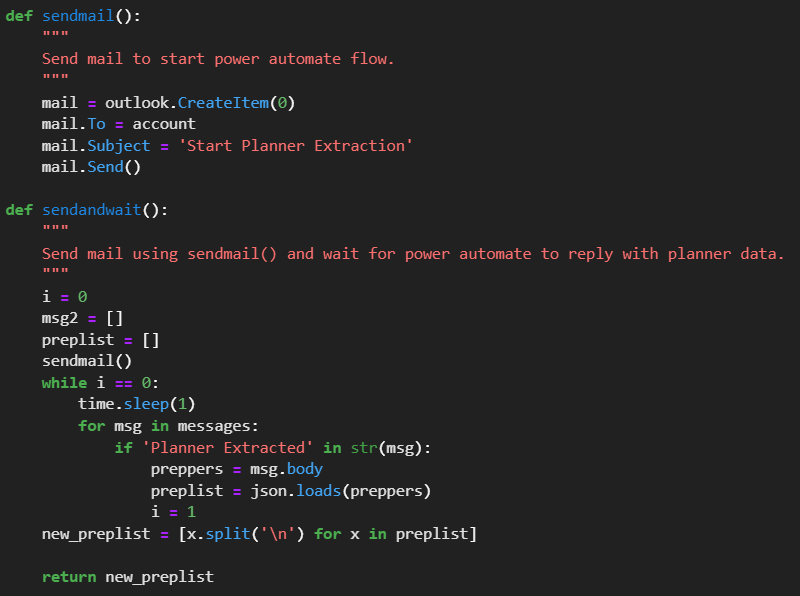 def sendmail():
    """
    Send mail to start power automate flow.
    """
    mail = outlook.CreateItem(0)
    mail.To = account
    mail.Subject = 'Start Planner Extraction'
    mail.Send()

def sendandwait():
    """
    Send mail using sendmail() and wait for power automate to reply with planner data.
    """
    i = 0
    msg2 = []
    preplist = []
    sendmail()
    while i == 0:
        time.sleep(1)
        for msg in messages:
            if 'Planner Extracted' in str(msg):
                preppers = msg.body
                preplist = json.loads(preppers)
                i = 1
    new_preplist = [x.split('\n') for x in preplist]

    return new_preplist